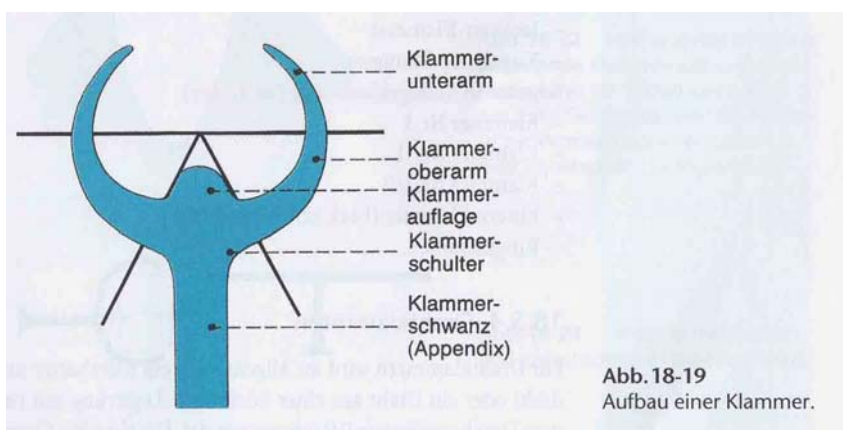 Klammer-
unterarm
Klammer-
oberarm
Klammer-
auflage
Klammer-
schulter
Klammer-
schwanz
(Appendix)
Abb. 18-19
Aufbau einer Klammer.